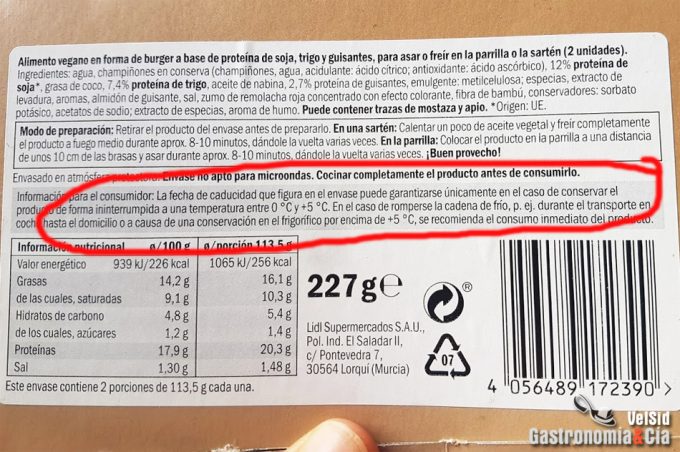 Alimento vegano en forma de burger a base de proteína de soja, trigo y guisantes, para asar o freír en la parrilla o la sartén (2 unidades).
Ingredientes: agua, champiñones en conserva (champiñones, agua, acidulante: ácido cítrico; antioxidante: ácido ascórbico), 12% proteína de
soja*, grasa de coco, 7,4% proteína de trigo, aceite de nabina, 2,7% proteína de guisantes, emulgente: metilcelulosa; especias, extracto de
levadura, aromas, almidón de guisante, sal, zumo de remolacha roja concentrado con efecto colorante, fibra de bambú, conservadores: sorbato
potásico, acetatos de sodio; extracto de especias, aroma de humo. Puede contener trazas de mostaza y apio. *Origen: UE.
Modo de preparación: Retirar el producto del envase antes de prepararlo. En una sartén: Calentar un poco de aceite vegetal y freír completamente
el producto a fuego medio durante aprox. 8-10 minutos, dándole la vuelta varias veces. En la parrilla: Colocar el producto en la parrilla a una distancia
de unos 10 cm de las brasas y asar durante aprox. 8-10 minutos, dándole la vuelta varias veces. ¡Buen provecho!
Envasado en atmósfera protectora. Envase no apto para microondas. Cocinar completamente el producto antes de consumirlo.
Información para el consumidor: La fecha de caducidad que figura en el envase puede garantizarse únicamente en el caso de conservar el
producto de forma ininterrumpida a una temperatura entre 0 °C y +5 °C. En el caso de romperse la cadena de frío, p. ej. durante el transporte en
coche hasta el domicilio o a causa de una conservación en el frigorífico por encima de +5 °C, se recomienda el consumo inmediato del producto.
Información nutricional ø/100 g ø/porción 113,5 g
Valor energético 939 kJ/226 kcal 1065 kJ/256 kcal
Grasas 14,2 g 16,1 g
de las cuales, saturadas 9,1 g 10,3 g
Hidratos de carbono 4,8 g 5,4 g
de los cuales, azúcares 1,2 g 1,4 g
Proteínas 17,9 g 20,3 g
Sal 1,30 g 1,48 g
Este envase contiene 2 porciones de 113,5 g cada una.
227g℮
®
Lidl Supermercados S.A.U.,
Pol. Ind. El Saladar II,
c/ Pontevedra 7,
30564 Lorquí (Murcia)
07
4 056489 172390
VelSid
Gastronomía&Cía